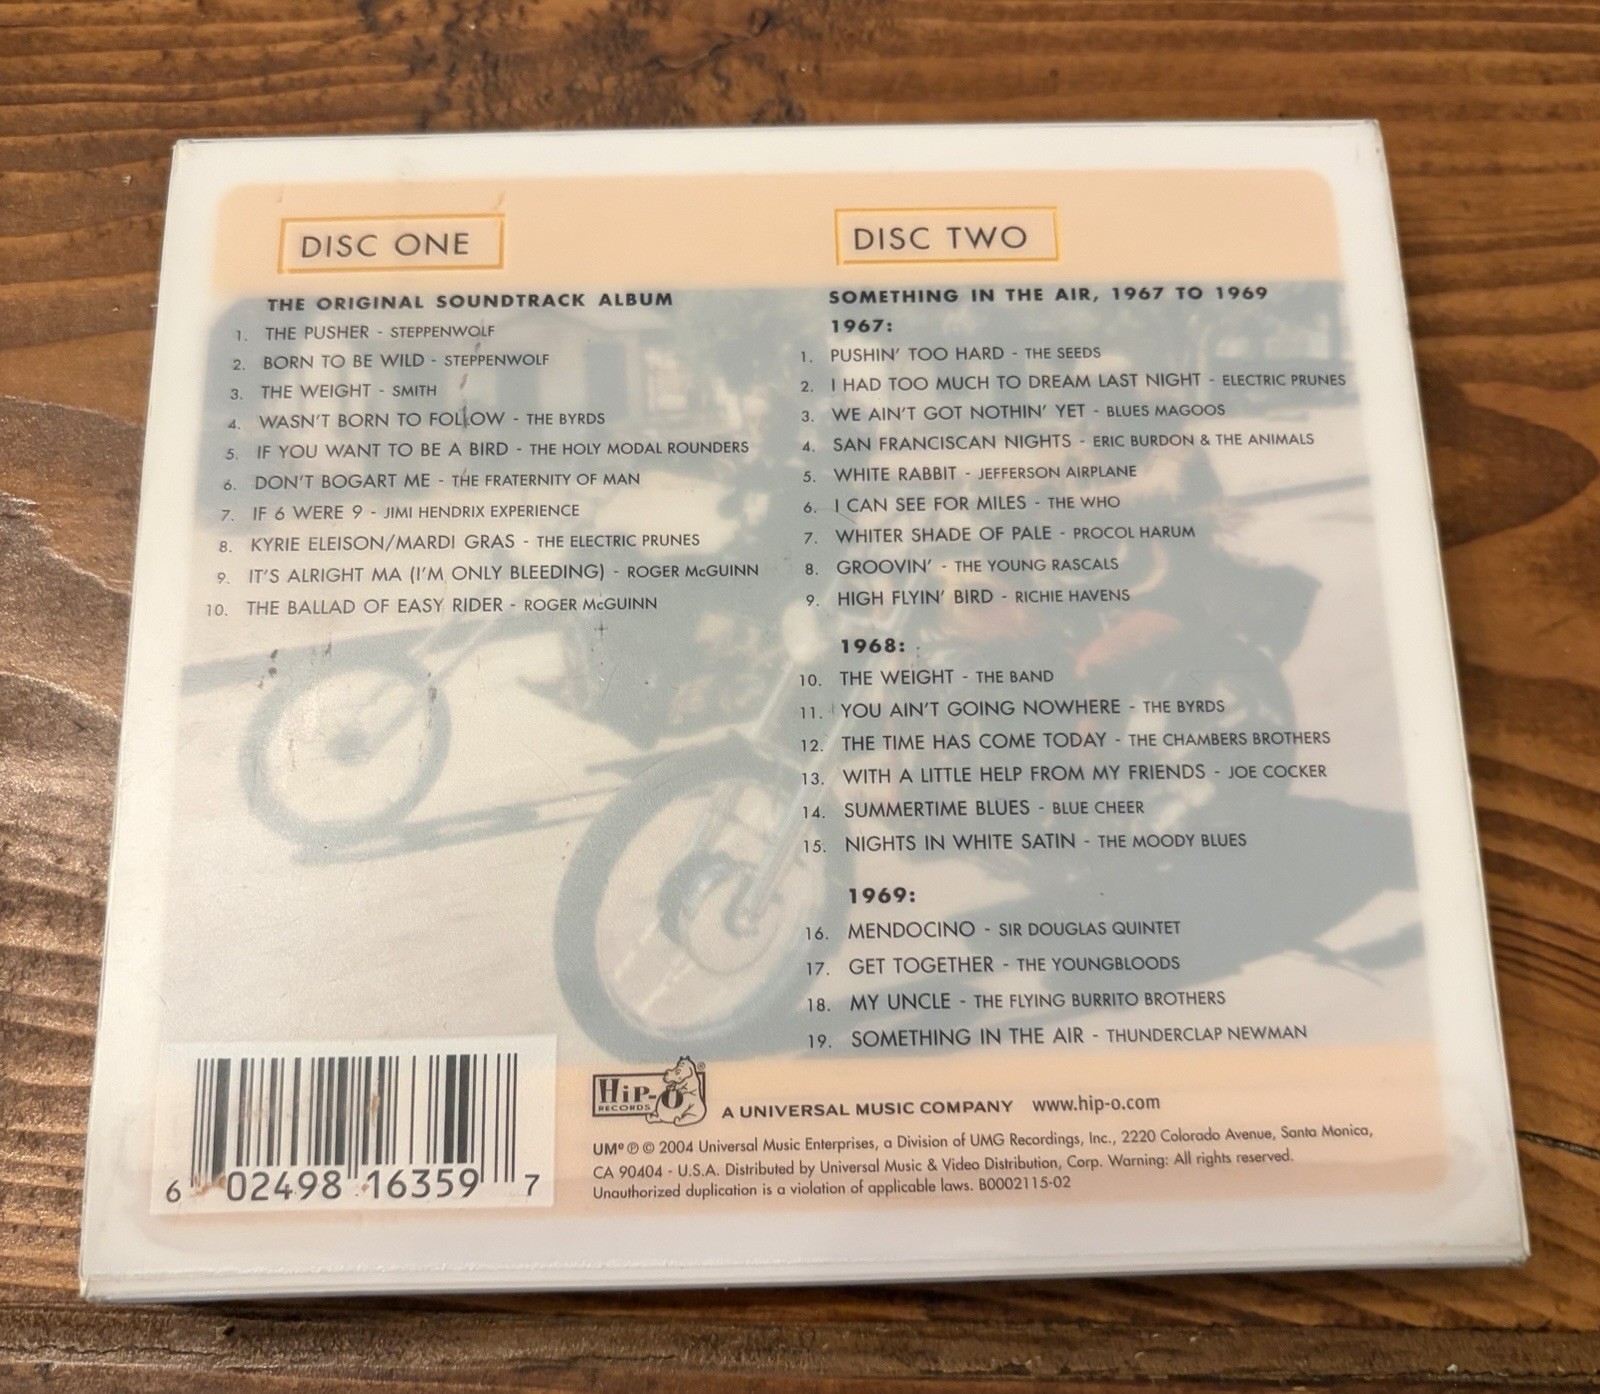 DISC ONE
THE ORIGINAL SOUNDTRACK ALBUM
1. THE PUSHER - STEPPENWOLF
2. BORN TO BE WILD - STEPPENWOLF
3. THE WEIGHT - SMITH
4. WASN'T BORN TO FOLLOW - THE BYRDS
5. IF YOU WANT TO BE A BIRD - THE HOLY MODAL ROUNDERS
6. DON'T BOGART ME - THE FRATERNITY OF MAN
7. IF 6 WERE 9 - JIMI HENDRIX EXPERIENCE
8. KYRIE ELEISON/MARDI GRAS - THE ELECTRIC PRUNES
9. IT'S ALRIGHT MA (I'M ONLY BLEEDING) - ROGER McGUINN
10. THE BALLAD OF EASY RIDER - ROGER McGUINN
DISC TWO
SOMETHING IN THE AIR, 1967 TO 1969
1967:
1. PUSHIN' TOO HARD - THE SEEDS
2. I HAD TOO MUCH TO DREAM LAST NIGHT - ELECTRIC PRUNES
3. WE AIN'T GOT NOTHIN' YET - BLUES MAGOOS
4. SAN FRANCISCAN NIGHTS - ERIC BURDON & THE ANIMALS
5. WHITE RABBIT - JEFFERSON AIRPLANE
6. I CAN SEE FOR MILES - THE WHO
7. WHITER SHADE OF PALE - PROCOL HARUM
8. GROOVIN' - THE YOUNG RASCALS
9. HIGH FLYIN' BIRD - RICHIE HAVENS
1968:
10. THE WEIGHT - THE BAND
11. YOU AIN'T GOING NOWHERE - THE BYRDS
12. THE TIME HAS COME TODAY - THE CHAMBERS BROTHERS
13. WITH A LITTLE HELP FROM MY FRIENDS - JOE COCKER
14. SUMMERTIME BLUES - BLUE CHEER
15. NIGHTS IN WHITE SATIN - THE MOODY BLUES
1969:
16. MENDOCINO - SIR DOUGLAS QUINTET
17. GET TOGETHER - THE YOUNGBLOODS
18. MY UNCLE - THE FLYING BURRITO BROTHERS
19. SOMETHING IN THE AIR - THUNDERCLAP NEWMAN
6 02498 16359 7
HiP-O ®
RECORDS
A UNIVERSAL MUSIC COMPANY www.hip-o.com
UMe ℗ © 2004 Universal Music Enterprises, a Division of UMG Recordings, Inc., 2220 Colorado Avenue, Santa Monica,
CA 90404 - U.S.A. Distributed by Universal Music & Video Distribution, Corp. Warning: All rights reserved.
Unauthorized duplication is a violation of applicable laws. B0002115-02